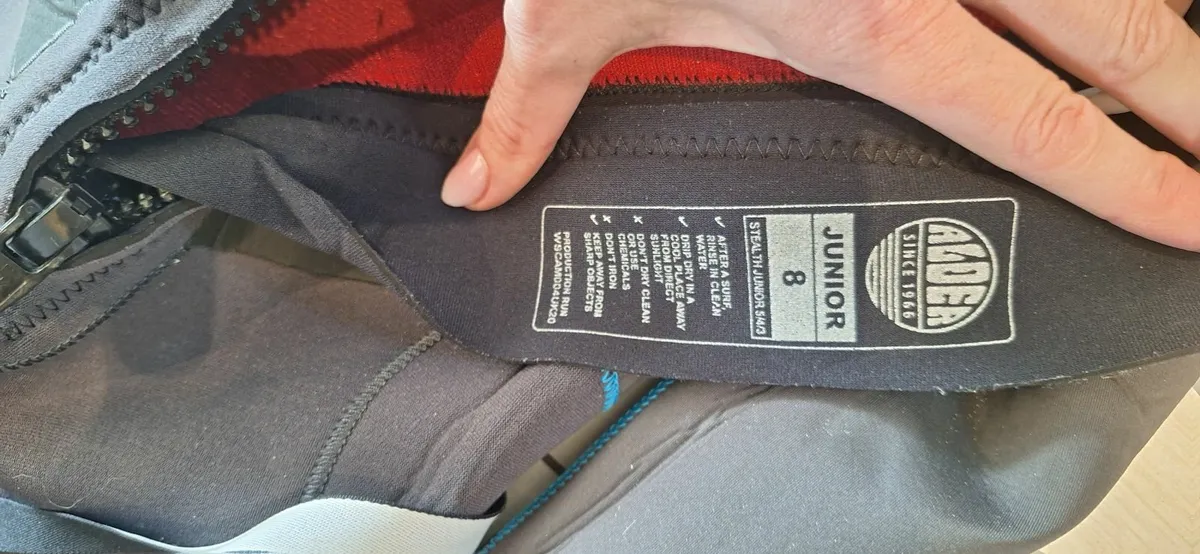 ALDER
SINCE 1966
JUNIOR
8
STEALTH JUNIOR 5/4/3
✓ AFTER A SURF,
RINSE IN CLEAN
WATER
✓ DRIP DRY IN A
COOL PLACE AWAY
FROM DIRECT
SUNLIGHT
✗ DON'T DRY CLEAN
OR USE
CHEMICALS
✗ DON'T IRON
✓ KEEP AWAY FROM
SHARP OBJECTS
PRODUCTION RUN